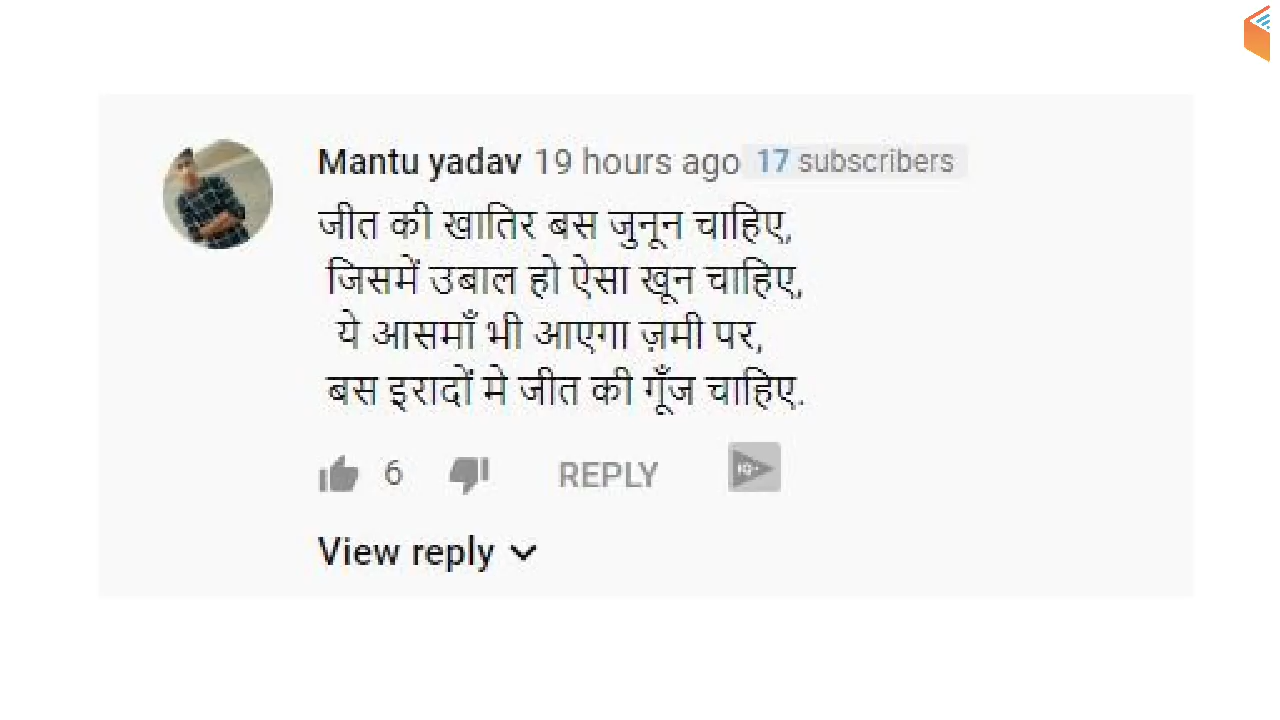 Mantu yadav 19 hours ago 17 subscribers
जीत की खातिर बस जुनून चाहिए,
जिसमें उबाल हो ऐसा खून चाहिए,
ये आसमाँ भी आएगा ज़मी पर,
बस इरादों मे जीत की गूँज चाहिए.
6 REPLY
View reply